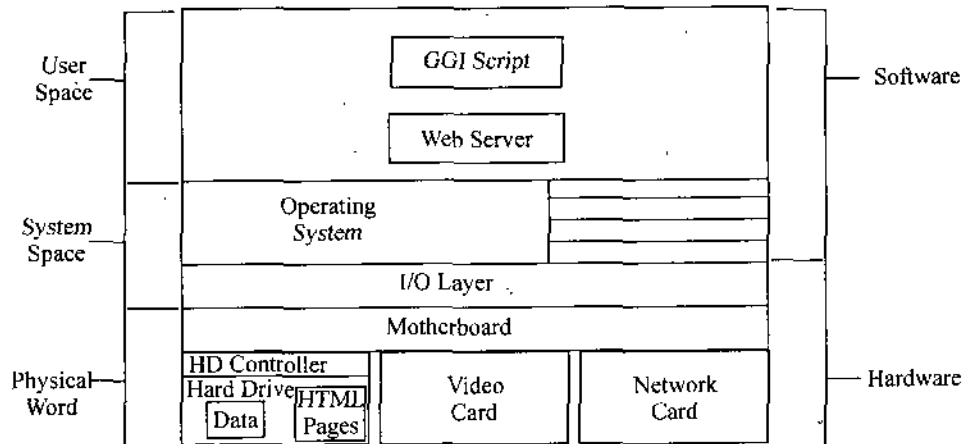 User
Space
GGI Script
Software
Web Server
System
Space
Operating
System
I/O Layer
Motherboard
Physical
Word
HD Controller
Hard Drive
Data
HTML
Pages
Video
Card
Network
Card
Hardware